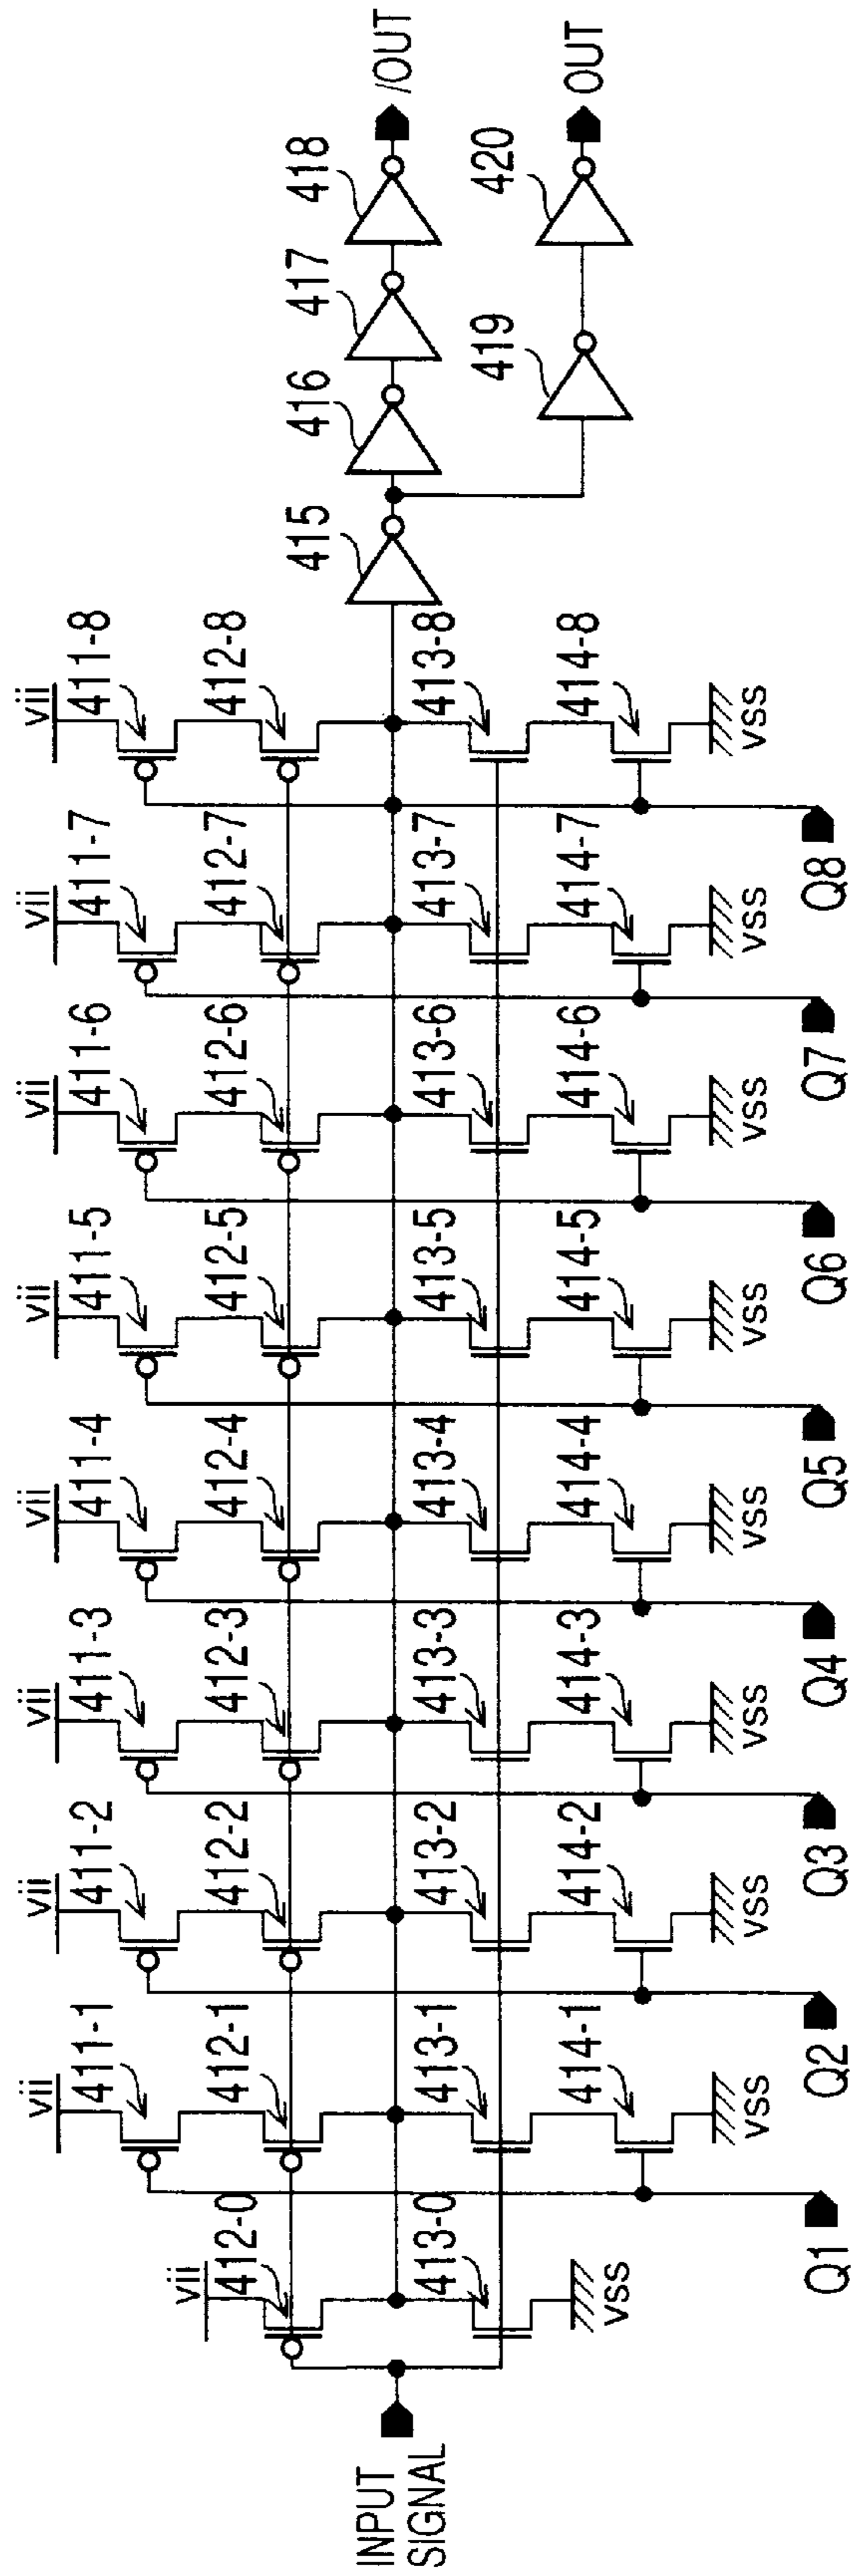 INPUT
SIGNAL
vii
412-0
413-0
VSS
vii
411-1
412-1
413-1
414-1
VSS
Q1
vii
411-2
412-2
413-2
414-2
VSS
Q2
vii
411-3
412-3
413-3
414-3
VSS
Q3
vii
411-4
412-4
413-4
414-4
VSS
Q4
vii
411-5
412-5
413-5
414-5
VSS
Q5
vii
411-6
412-6
413-6
414-6
VSS
Q6
vii
411-7
412-7
413-7
414-7
VSS
Q7
vii
411-8
412-8
413-8
414-8
VSS
Q8
415
416
417
418
/OUT
419
420
OUT